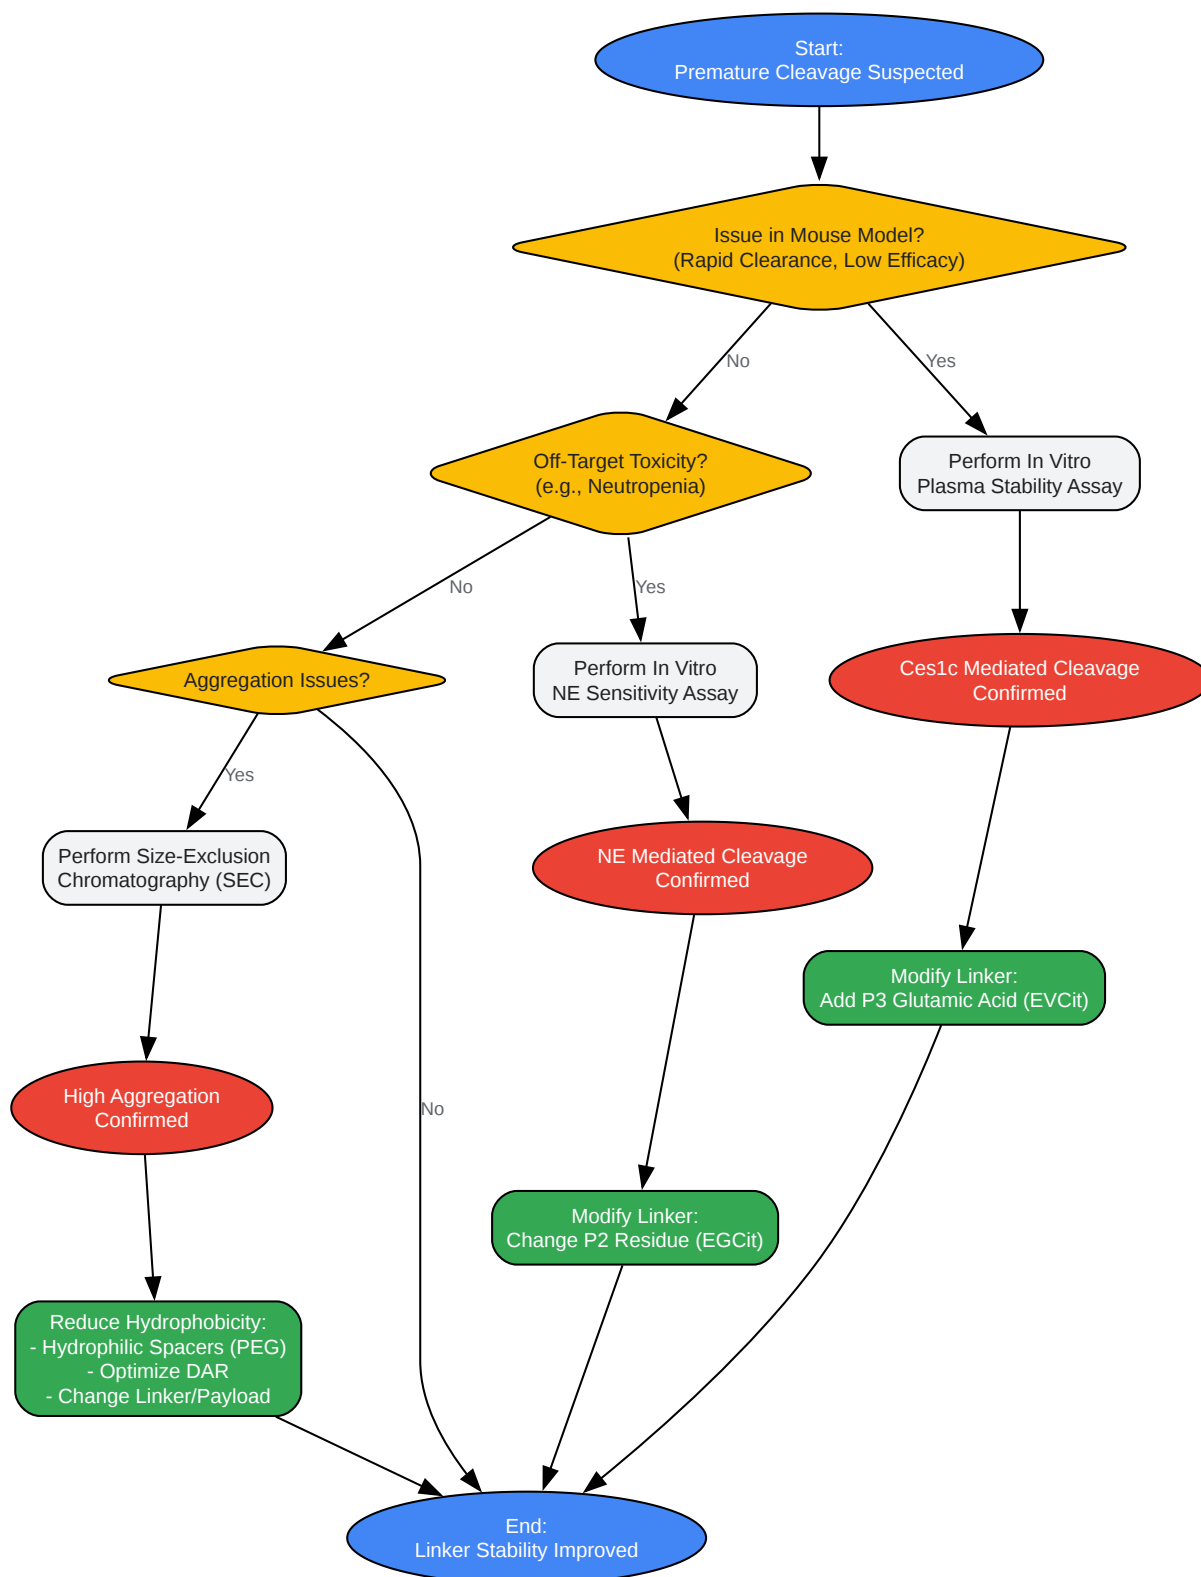 Start:
Premature Cleavage Suspected
Issue in Mouse Model?
(Rapid Clearance, Low Efficacy)
No
Yes
Off-Target Toxicity?
(e.g., Neutropenia)
Perform In Vitro
Plasma Stability Assay
No
Yes
Aggregation Issues?
Perform In Vitro
NE Sensitivity Assay
Ces1c Mediated Cleavage
Confirmed
Yes
Perform Size-Exclusion
Chromatography (SEC)
NE Mediated Cleavage
Confirmed
Modify Linker:
Add P3 Glutamic Acid (EVCit)
High Aggregation
Confirmed
No
Modify Linker:
Change P2 Residue (EGCit)
Reduce Hydrophobicity:
- Hydrophilic Spacers (PEG)
- Optimize DAR
- Change Linker/Payload
End:
Linker Stability Improved